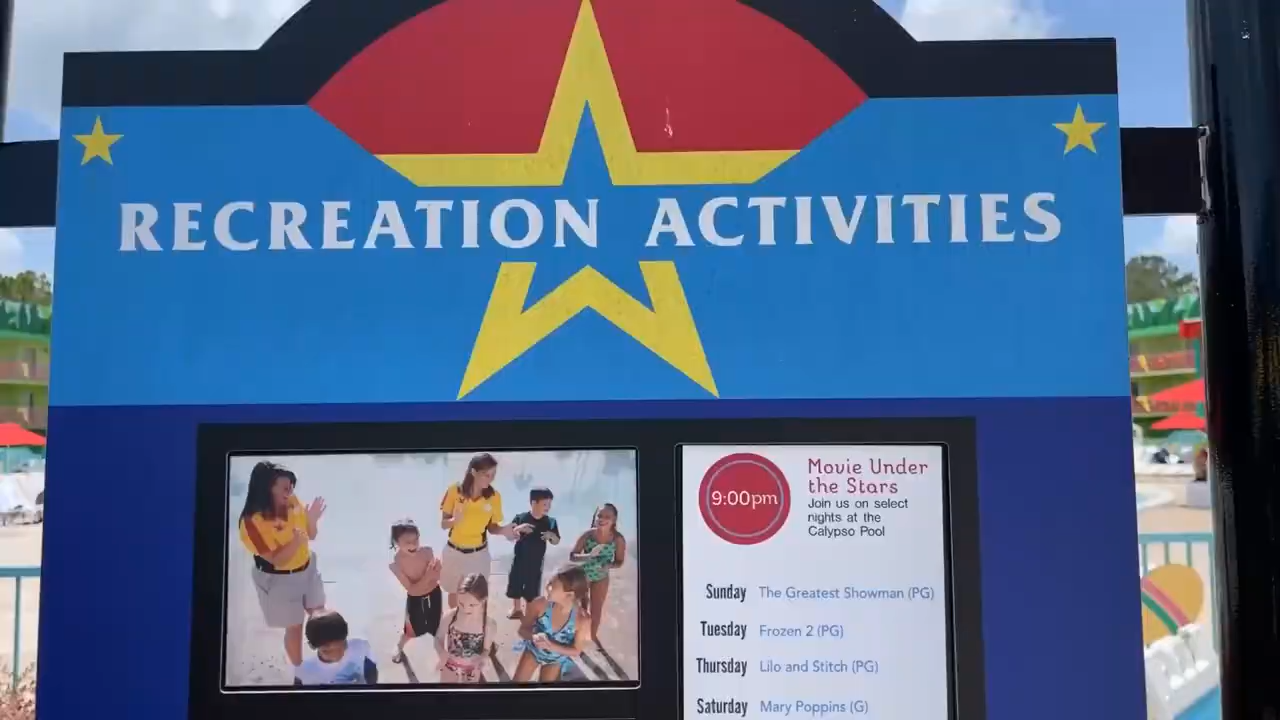 RECREATION ACTIVITIES
9:00pm
Movie Under
the Stars
Join us on select
nights at the
Calypso Pool
Sunday The Greatest Showman (PG)
Tuesday Frozen 2 (PG)
Thursday Lilo and Stitch (PG)
Saturday Mary Poppins (G)